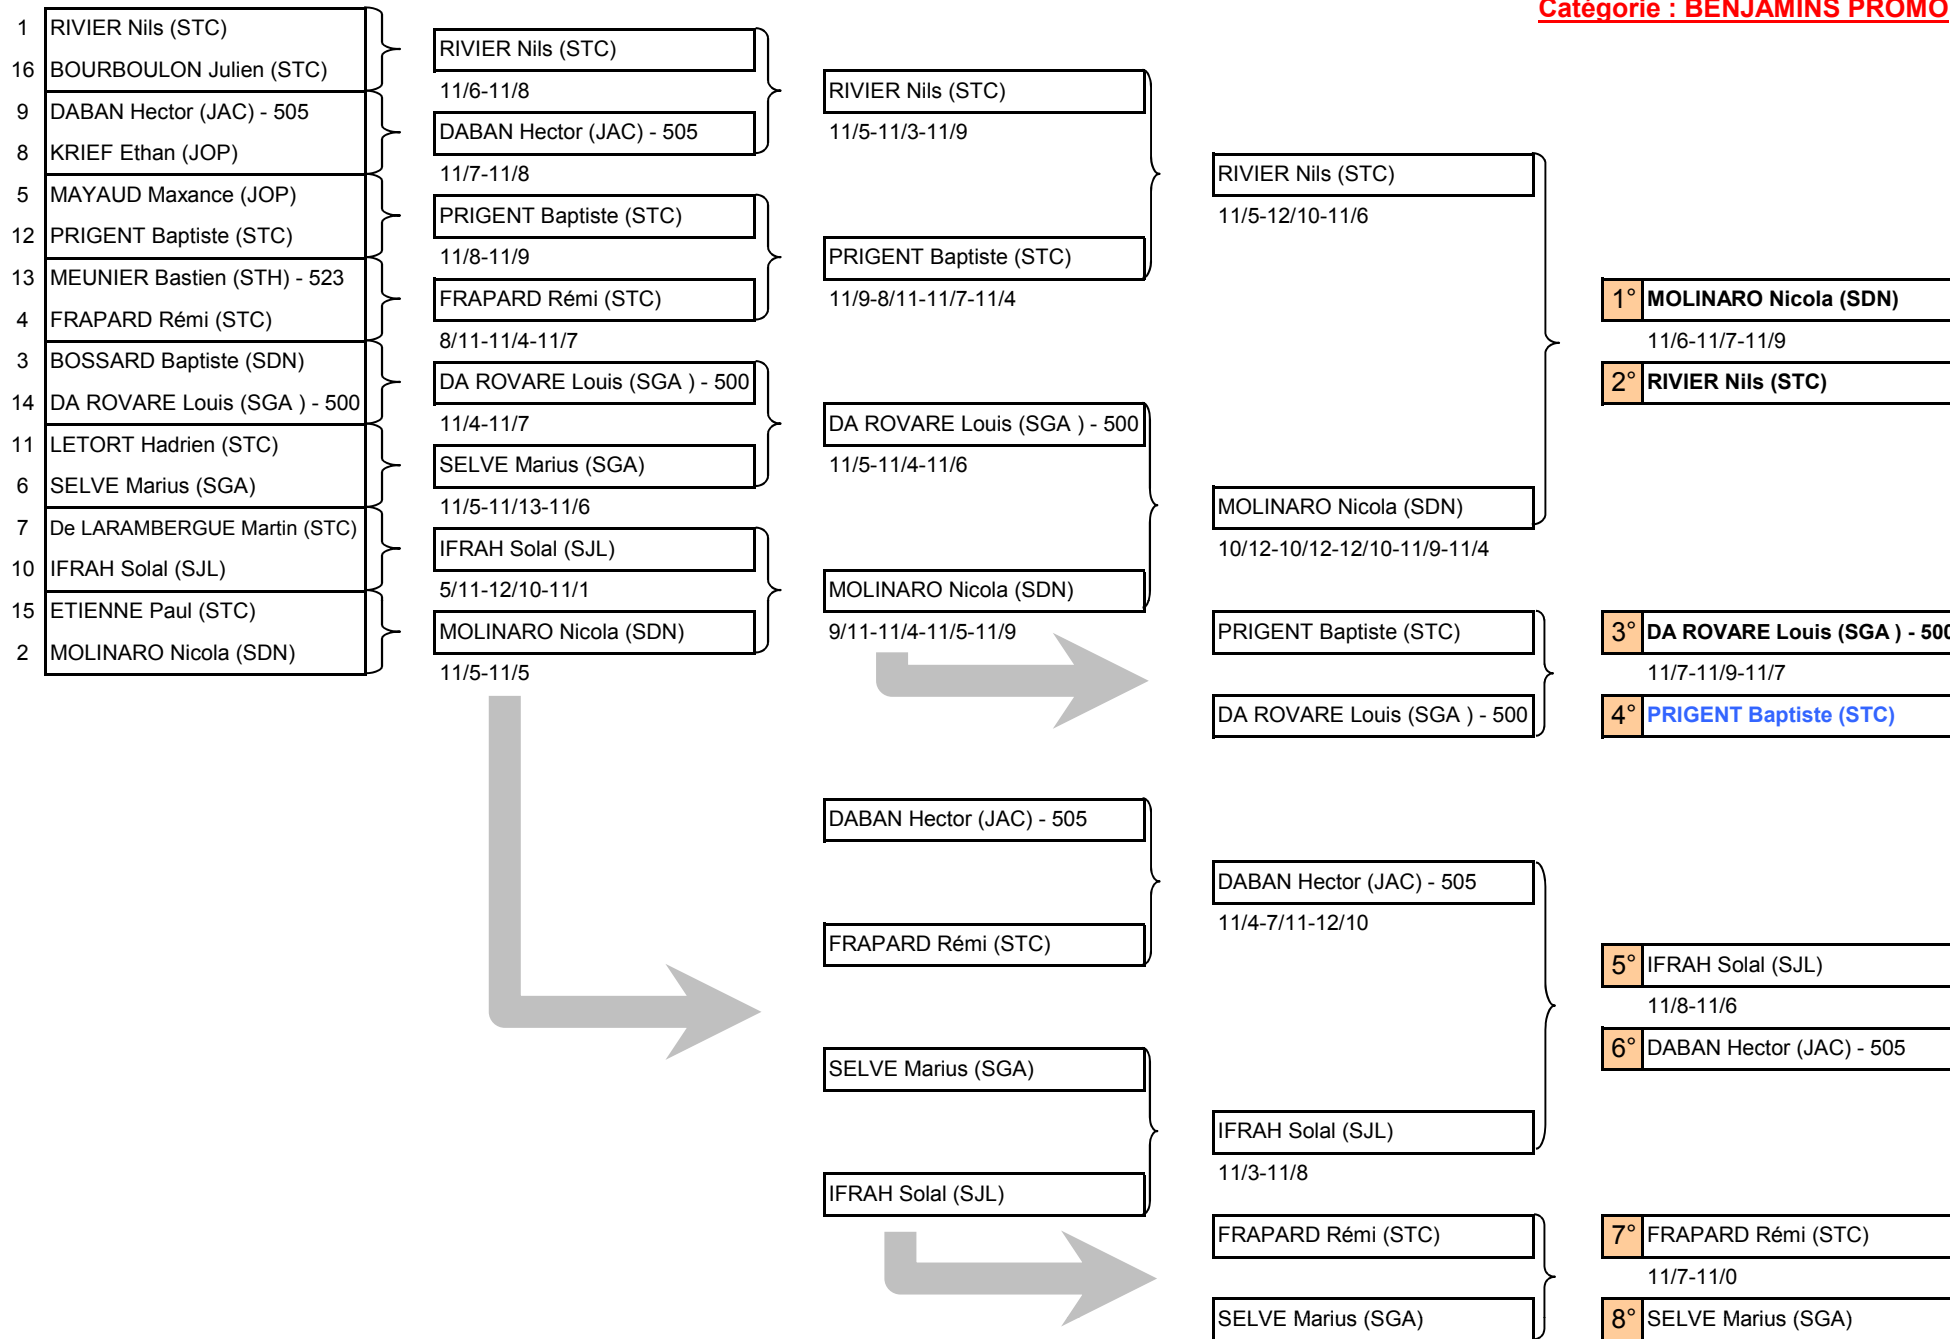 Catégorie : BENJAMINS PROMO
1 RIVIER Nils (STC)
16 BOURBOULON Julien (STC)
9 DABAN Hector (JAC) - 505
8 KRIEF Ethan (JOP)
5 MAYAUD Maxance (JOP)
12 PRIGENT Baptiste (STC)
13 MEUNIER Bastien (STH) - 523
4 FRAPARD Rémi (STC)
3 BOSSARD Baptiste (SDN)
14 DA ROVARE Louis (SGA ) - 500
11 LETORT Hadrien (STC)
6 SELVE Marius (SGA)
7 De LARAMBERGUE Martin (STC)
10 IFRAH Solal (SJL)
15 ETIENNE Paul (STC)
2 MOLINARO Nicola (SDN)
RIVIER Nils (STC)
11/6-11/8
DABAN Hector (JAC) - 505
11/7-11/8
PRIGENT Baptiste (STC)
11/8-11/9
FRAPARD Rémi (STC)
8/11-11/4-11/7
DA ROVARE Louis (SGA ) - 500
11/4-11/7
SELVE Marius (SGA)
11/5-11/13-11/6
IFRAH Solal (SJL)
5/11-12/10-11/1
MOLINARO Nicola (SDN)
11/5-11/5
RIVIER Nils (STC)
11/5-11/3-11/9
PRIGENT Baptiste (STC)
11/9-8/11-11/7-11/4
DA ROVARE Louis (SGA ) - 500
11/5-11/4-11/6
MOLINARO Nicola (SDN)
9/11-11/4-11/5-11/9
DABAN Hector (JAC) - 505
FRAPARD Rémi (STC)
SELVE Marius (SGA)
IFRAH Solal (SJL)
RIVIER Nils (STC)
11/5-12/10-11/6
MOLINARO Nicola (SDN)
10/12-10/12-12/10-11/9-11/4
PRIGENT Baptiste (STC)
DA ROVARE Louis (SGA ) - 500
DABAN Hector (JAC) - 505
11/4-7/11-12/10
IFRAH Solal (SJL)
11/3-11/8
FRAPARD Rémi (STC)
SELVE Marius (SGA)
1° MOLINARO Nicola (SDN)
11/6-11/7-11/9
2° RIVIER Nils (STC)
3° DA ROVARE Louis (SGA ) - 500
11/7-11/9-11/7
4° PRIGENT Baptiste (STC)
5° IFRAH Solal (SJL)
11/8-11/6
6° DABAN Hector (JAC) - 505
7° FRAPARD Rémi (STC)
11/7-11/0
8° SELVE Marius (SGA)